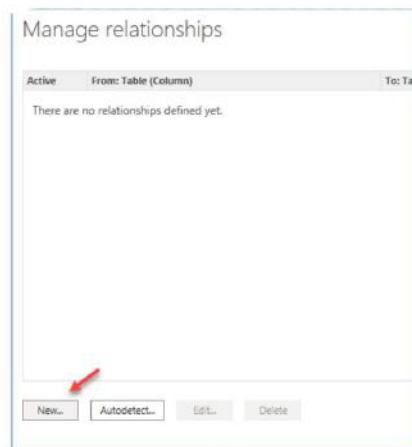 Manage relationships
Active From: Table (Column) To: Ta
There are no relationships defined yet.
New... Autodetect... Edit... Delete